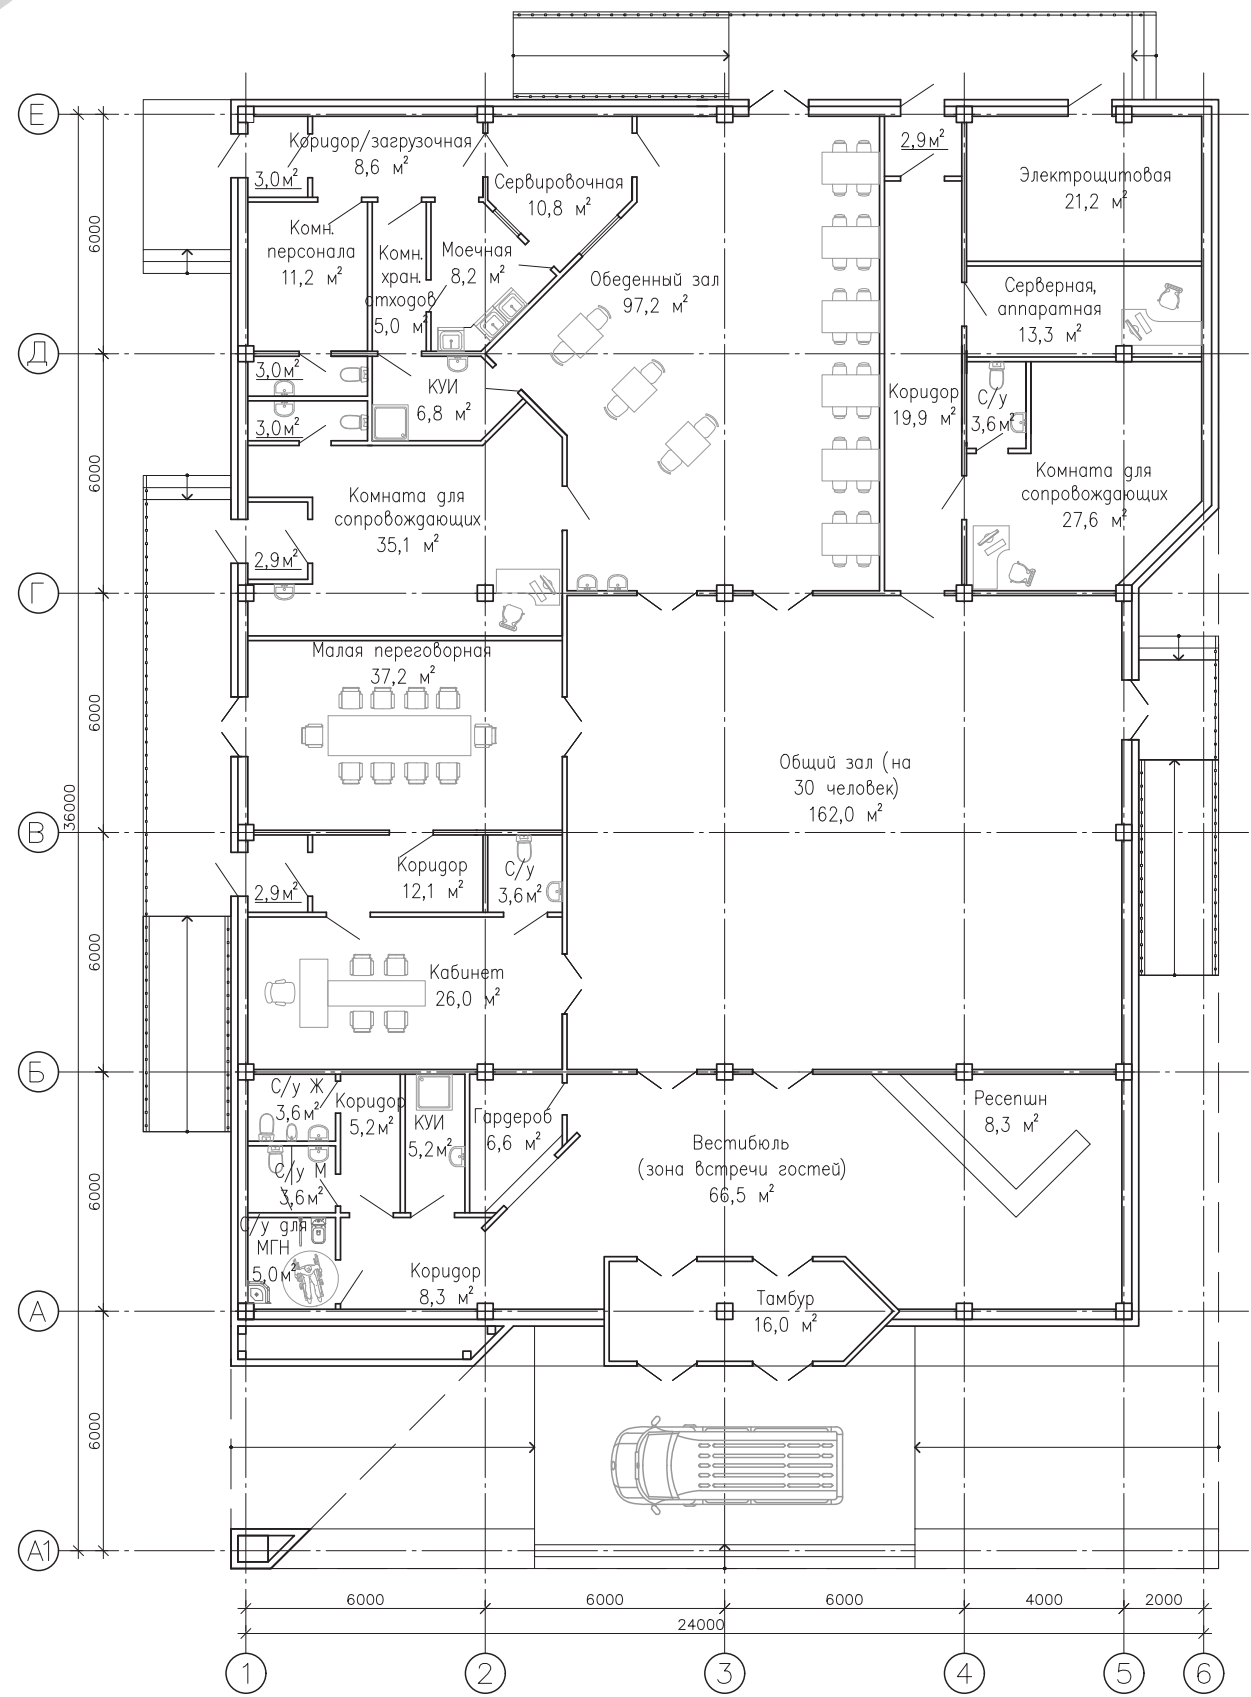 Е
Коридор/загрузочная
8,6 м²
3,0м²
2,9м²
Сервировочная
10,8 м²
Электрощитовая
21,2 м²
Комн.
персонала
11,2 м²
Комн.
хран.
отходов
5,0 м²
Моечная
8,2 м²
Обеденный зал
97,2 м²
Серверная,
аппаратная
13,3 м²
6000
Д
3,0м²
3,0м²
КУИ
6,8 м²
Коридор
19,9 м²
С/у
3,6м²
6000
Комната для
сопровождающих
35,1 м²
Комната для
сопровождающих
27,6 м²
2,9м²
Г
Малая переговорная
37,2 м²
6000
36000
Общий зал (на
30 человек)
162,0 м²
В
Коридор
12,1 м²
С/у
3,6м²
2,9м²
6000
Кабинет
26,0 м²
Б
С/у Ж
3,6м²
Коридор
5,2м²
КУИ
5,2м²
Гардероб
6,6 м²
Ресепшн
8,3 м²
Вестибюль
(зона встречи гостей)
66,5 м²
С/у М
3,6м²
6000
С/у для
МГН
5,0м²
Коридор
8,3 м²
Тамбур
16,0 м²
А
6000
А1
6000
6000
6000
4000
2000
24000
1
2
3
4
5
6